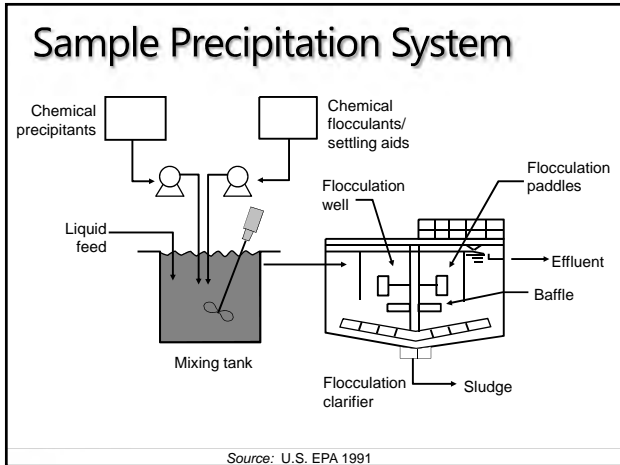 Sample Precipitation System
Chemical
precipitants
Chemical
flocculants/
settling aids
Flocculation
well
Flocculation
paddles
Liquid
feed
Effluent
Baffle
Mixing tank
Flocculation
clarifier
Sludge
Source: U.S. EPA 1991